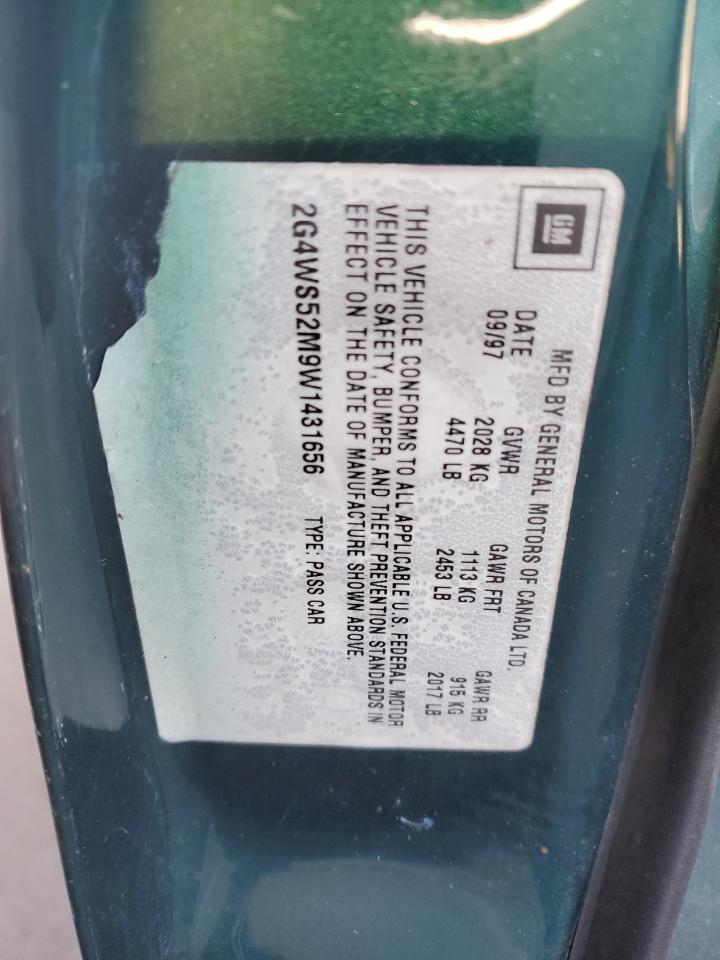 GM
MFD BY GENERAL MOTORS OF CANADA LTD.
DATE GVWR GAWR FRT GAWR RR
09/97 2028 KG 1113 KG 915 KG
4470 LB 2453 LB 2017 LB
THIS VEHICLE CONFORMS TO ALL APPLICABLE U.S. FEDERAL MOTOR
VEHICLE SAFETY, BUMPER, AND THEFT PREVENTION STANDARDS IN
EFFECT ON THE DATE OF MANUFACTURE SHOWN ABOVE.
2G4WS52M9W1431656 TYPE: PASS CAR